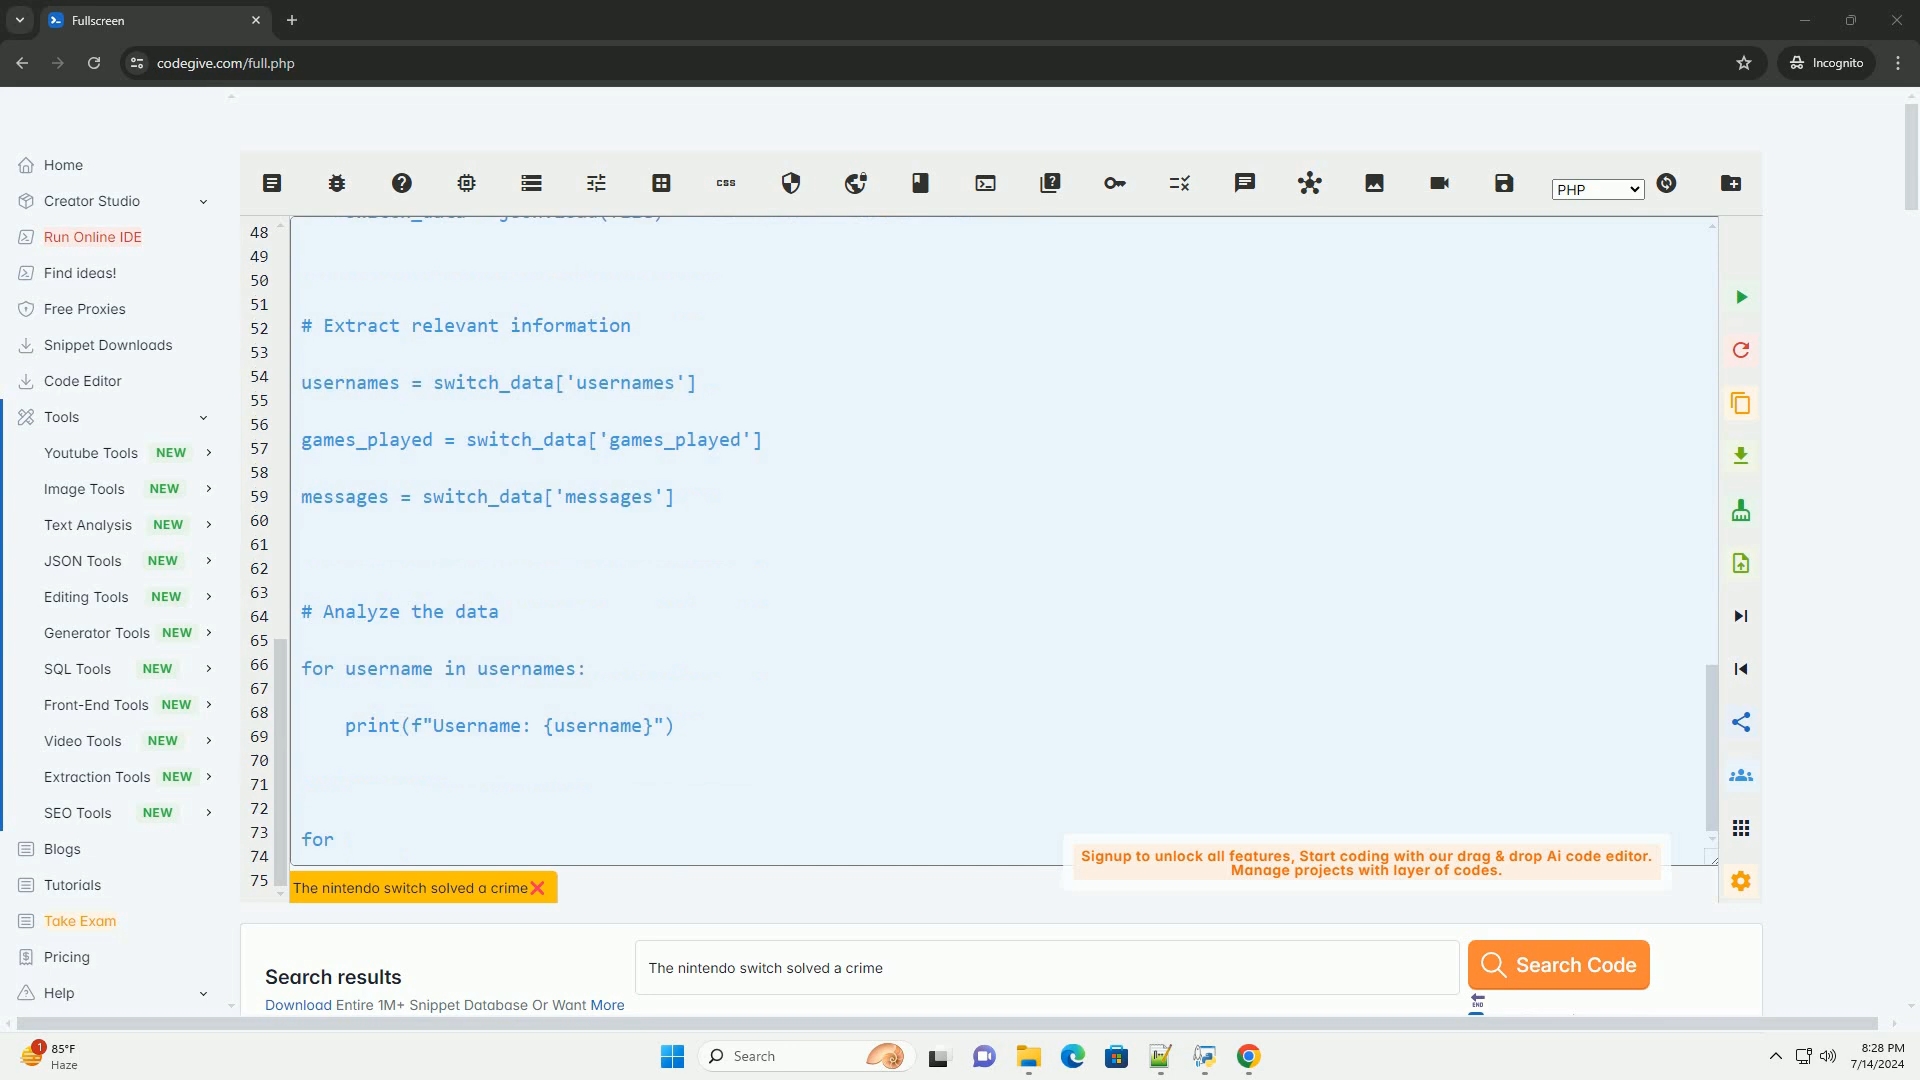 Fullscreen
codegive.com/full.php
Incognito
Home
Creator Studio
Run Online IDE
Find ideas!
Free Proxies
Snippet Downloads
Code Editor
Tools
Youtube Tools NEW
Image Tools NEW
Text Analysis NEW
JSON Tools NEW
Editing Tools NEW
Generator Tools NEW
SQL Tools NEW
Front-End Tools NEW
Video Tools NEW
Extraction Tools NEW
SEO Tools NEW
Blogs
Tutorials
Take Exam
Pricing
Help
css
PHP
48
49
50
51
52
53
54
55
56
57
58
59
60
61
62
63
64
65
66
67
68
69
70
71
72
73
74
75
# Extract relevant information
usernames = switch_data['usernames']
games_played = switch_data['games_played']
messages = switch_data['messages']
# Analyze the data
for username in usernames:
print(f"Username: {username}")
for
Signup to unlock all features, Start coding with our drag & drop Ai code editor.
Manage projects with layer of codes.
The nintendo switch solved a crime
Search results
Download Entire 1M+ Snippet Database Or Want More
The nintendo switch solved a crime
Search Code
END
1
85°F
Haze
Search
8:28 PM
7/14/2024